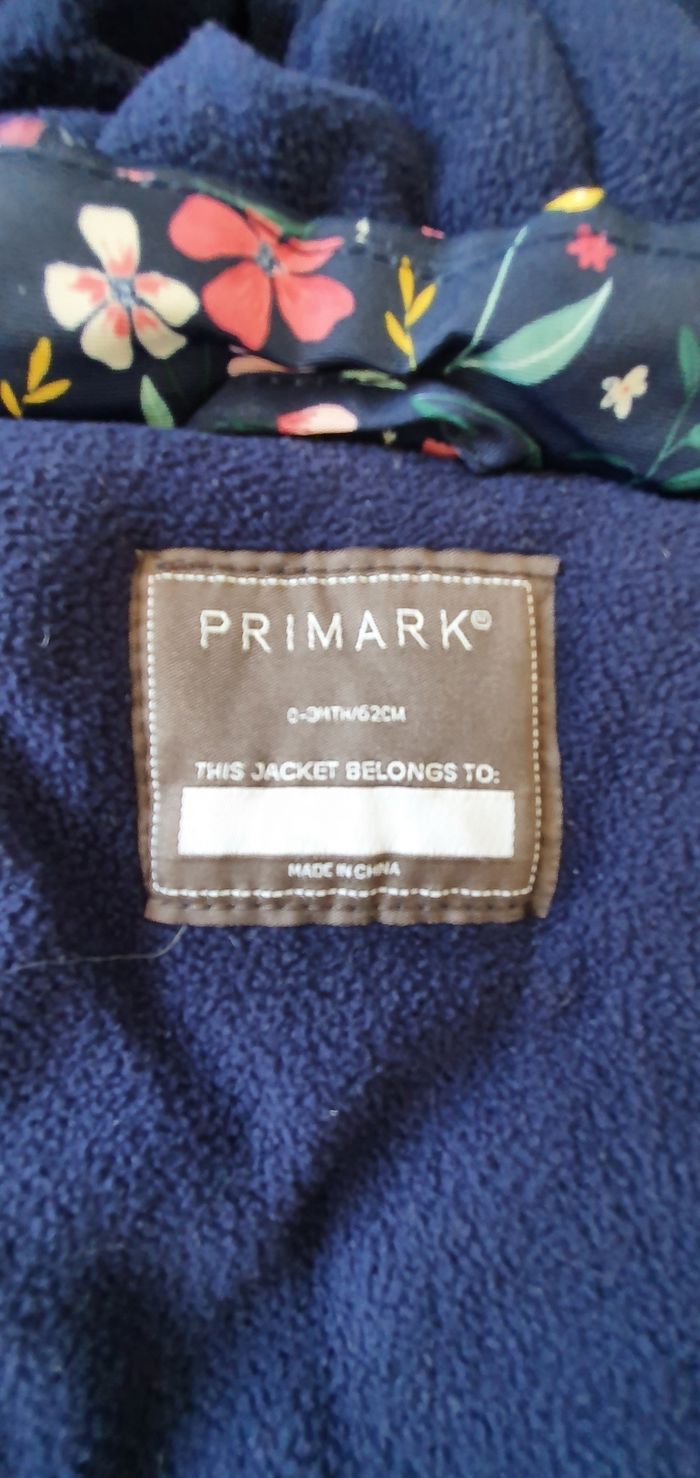 PRIMARK®
0-3MTH/62CM
THIS JACKET BELONGS TO:
MADE IN CHINA